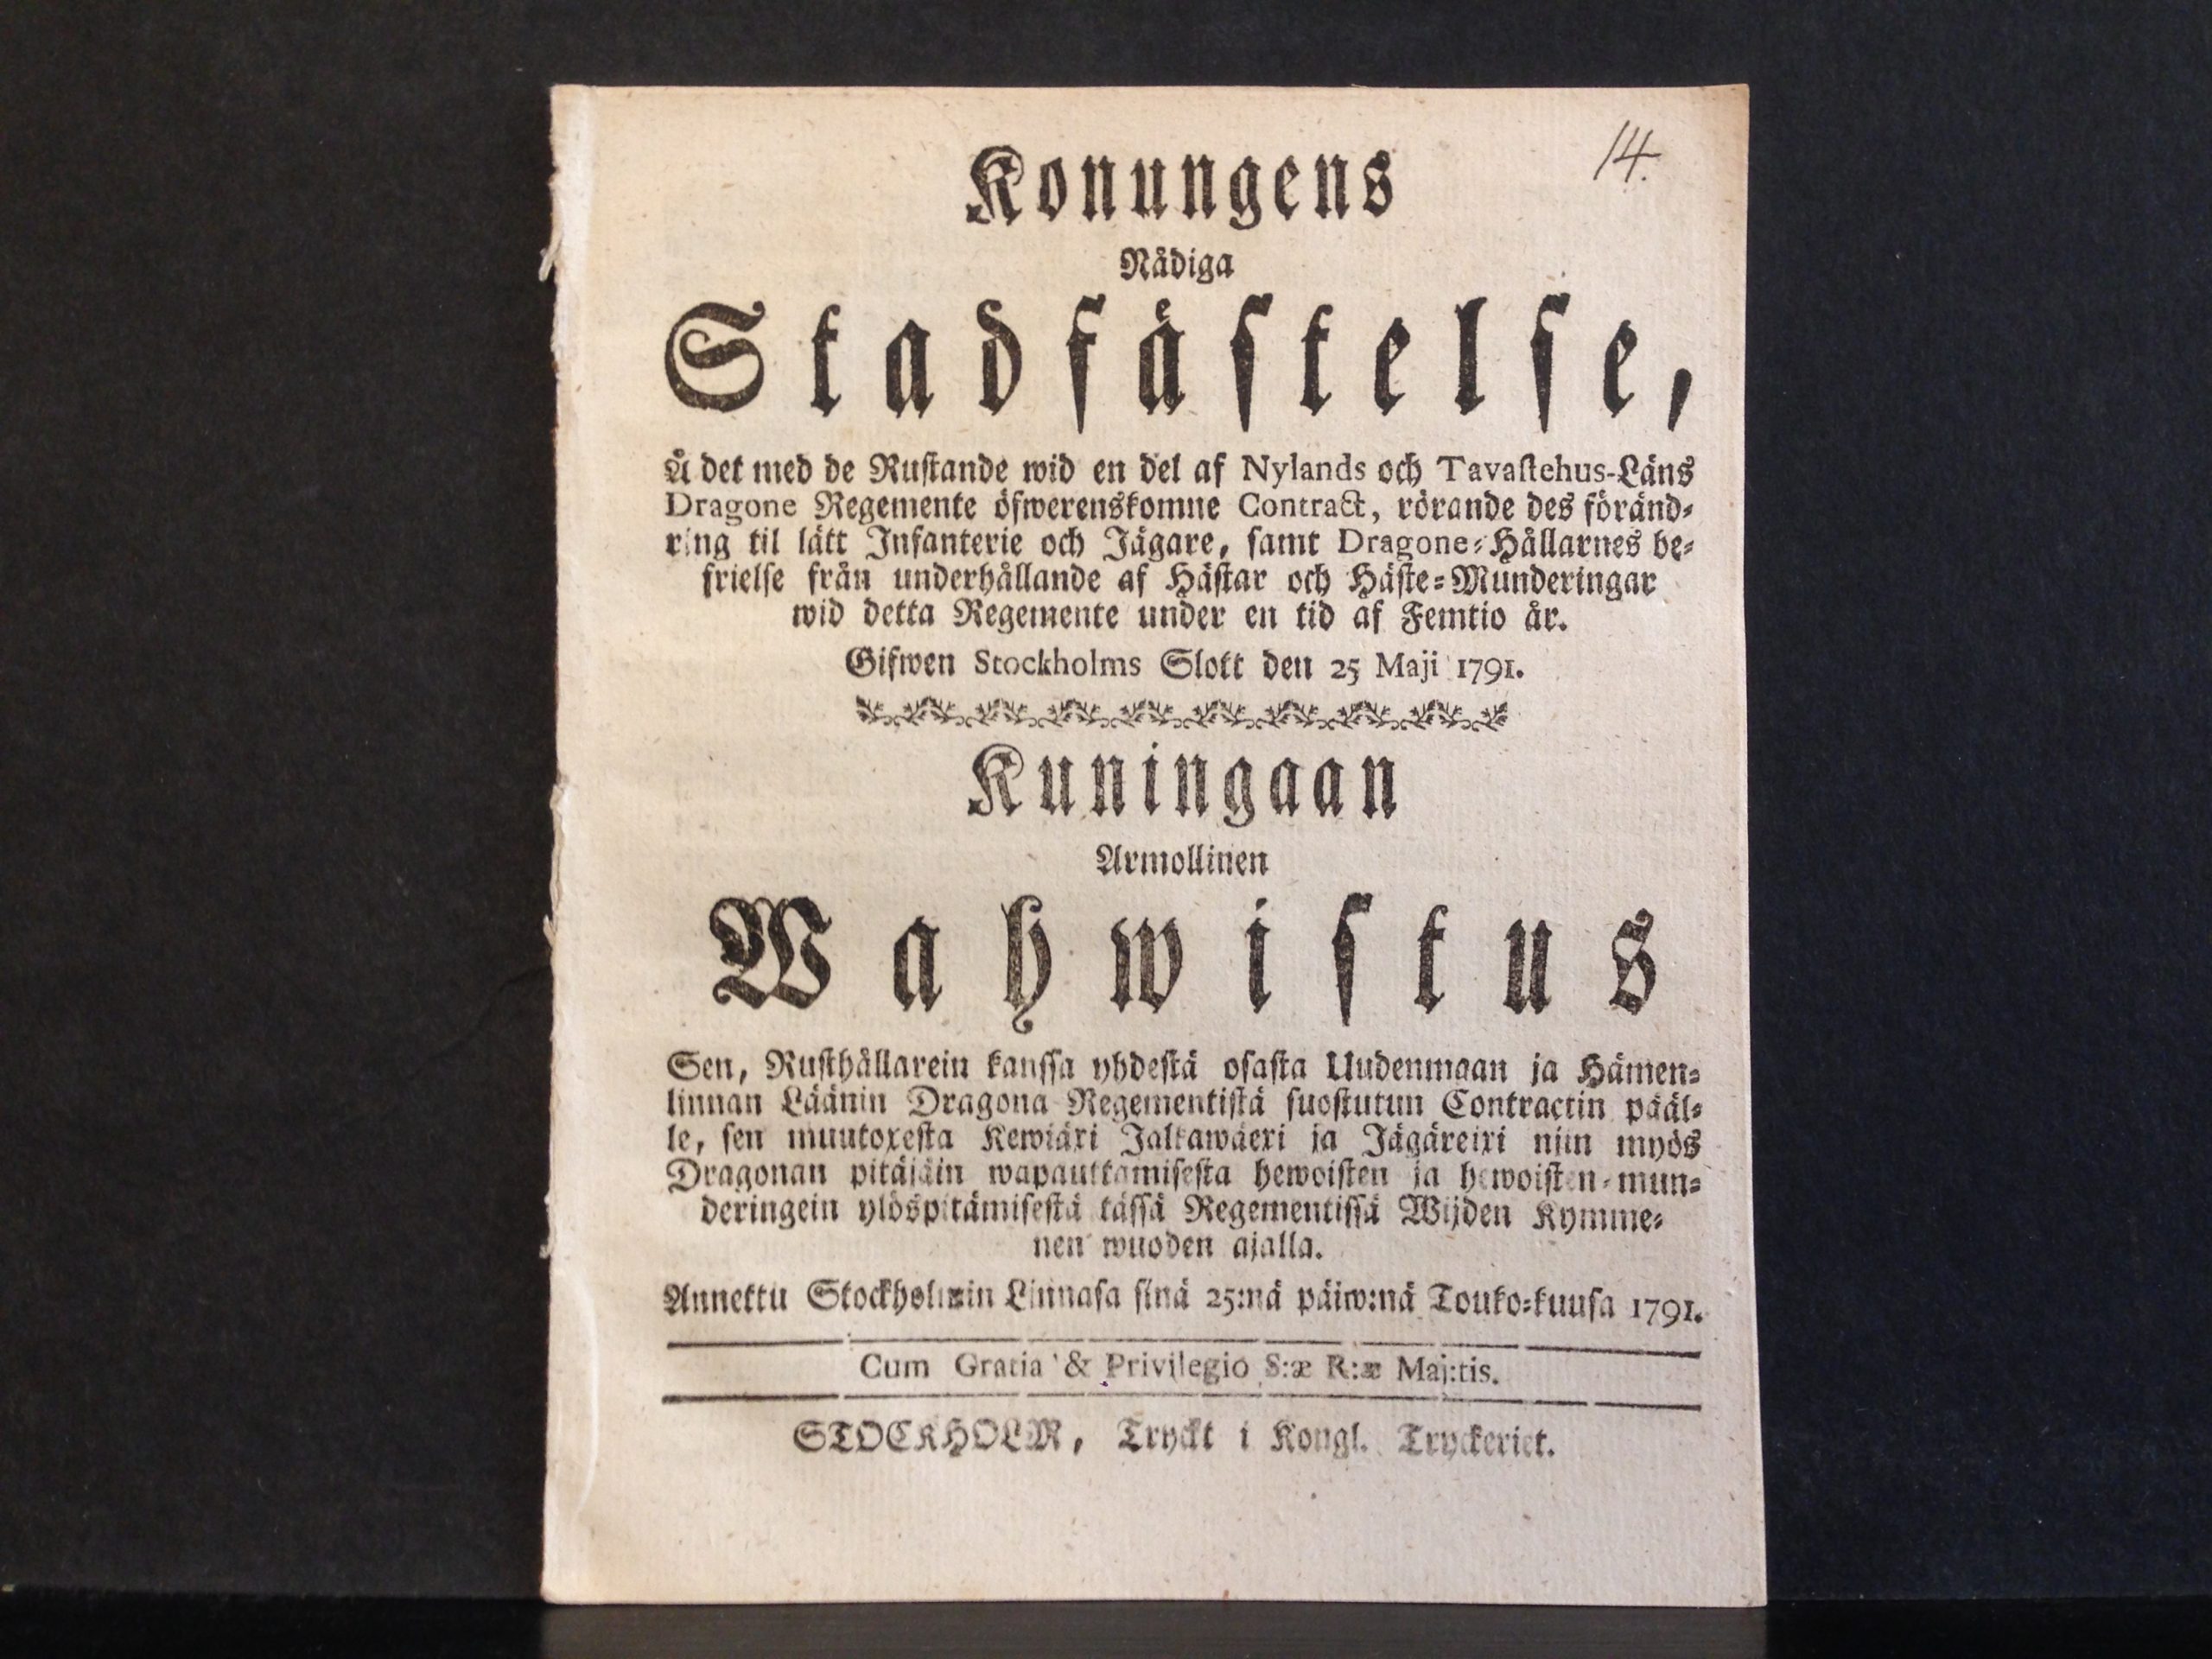 14.
Konungens
Nådiga
Stadfästelse,
Å det med de Rustande wid en del af Nylands och Tavastehus-Läns
Dragone Regemente öfwerenskomne Contract, rörande des föränd-
ring til lätt Infanterie och Jägare, samt Dragone-Hållarnes be-
frielse från underhållande af Hästar och Häste-Munderingar
wid detta Regemente under en tid af Femtio år.
Gifwen Stockholms Slott den 25 Maji 1791.
Kuningaan
Armollinen
Wahwistus
Sen, Rusthållarein kanssa yhdestä osasta Uudenmaan ja Hämen-
linnan Läänin Dragona Regementistä suostutun Contractin pääl-
le, sen muutoxesta Kewiäxi Jalkawäexi ja Jägäreixi niin myös
Dragonan pitäjäin wapauttamisesta hewoisten ja hewoisten-mun-
deringein ylöspitämisestä tässä Regementissä Wijden Kymme-
nen wuoden ajalla.
Annettu Stockholmin Linnasa sinä 25:nä päiw:nä Touko-kuusa 1791.
Cum Gratia & Privilegio S:æ R:æ Maj:tis.
STOCKHOLM, Tryckt i Kongl. Tryckeriet.